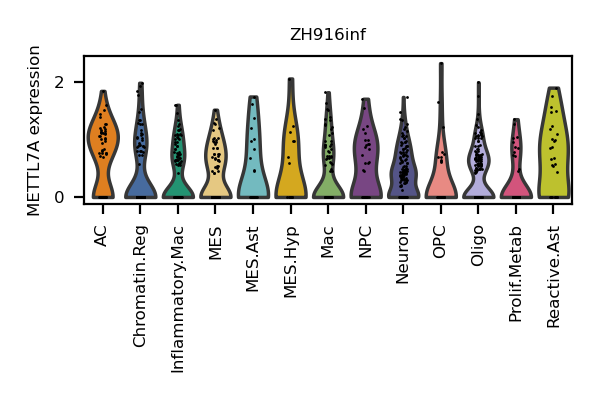 ZH916inf
METTL7A expression
2
0
AC
Chromatin.Reg
Inflammatory.Mac
MES
MES.Ast
MES.Hyp
Mac
NPC
Neuron
OPC
Oligo
Prolif.Metab
Reactive.Ast